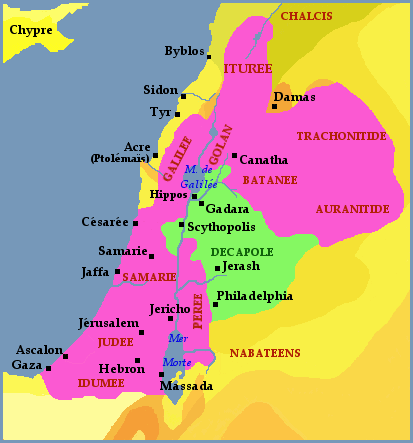 CHALCIS
Chypre
Byblos
ITUREE
Sidon
Damas
Tyr
TRACHONITIDE
Acre
(Ptolémaïs)
GALILEE
GOLAN
Canatha
M. de
Galilée
BATANEE
Hippos
Gadara
AURANITIDE
Césarée
Scythopolis
Samarie
DECAPOLE
Jaffa
SAMARIE
Jerash
Philadelphia
Jéricho
PEREE
Jérusalem
JUDEE
Mer
Morte
Ascalon
NABATEENS
Gaza
Hebron
IDUMEE
Massada